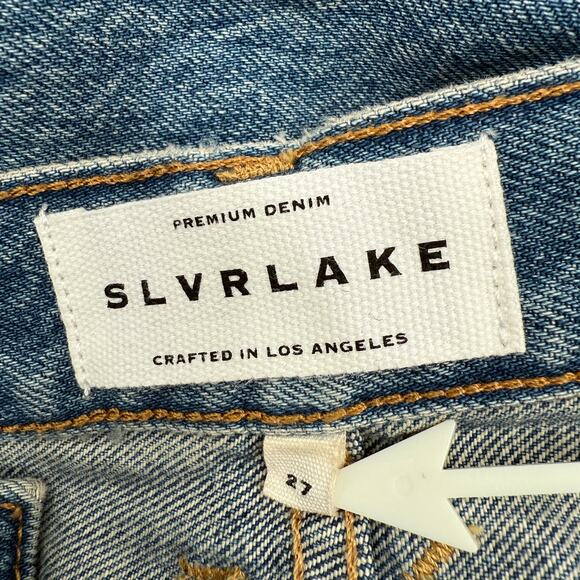 PREMIUM DENIM
SLVRLAKE
CRAFTED IN LOS ANGELES
27